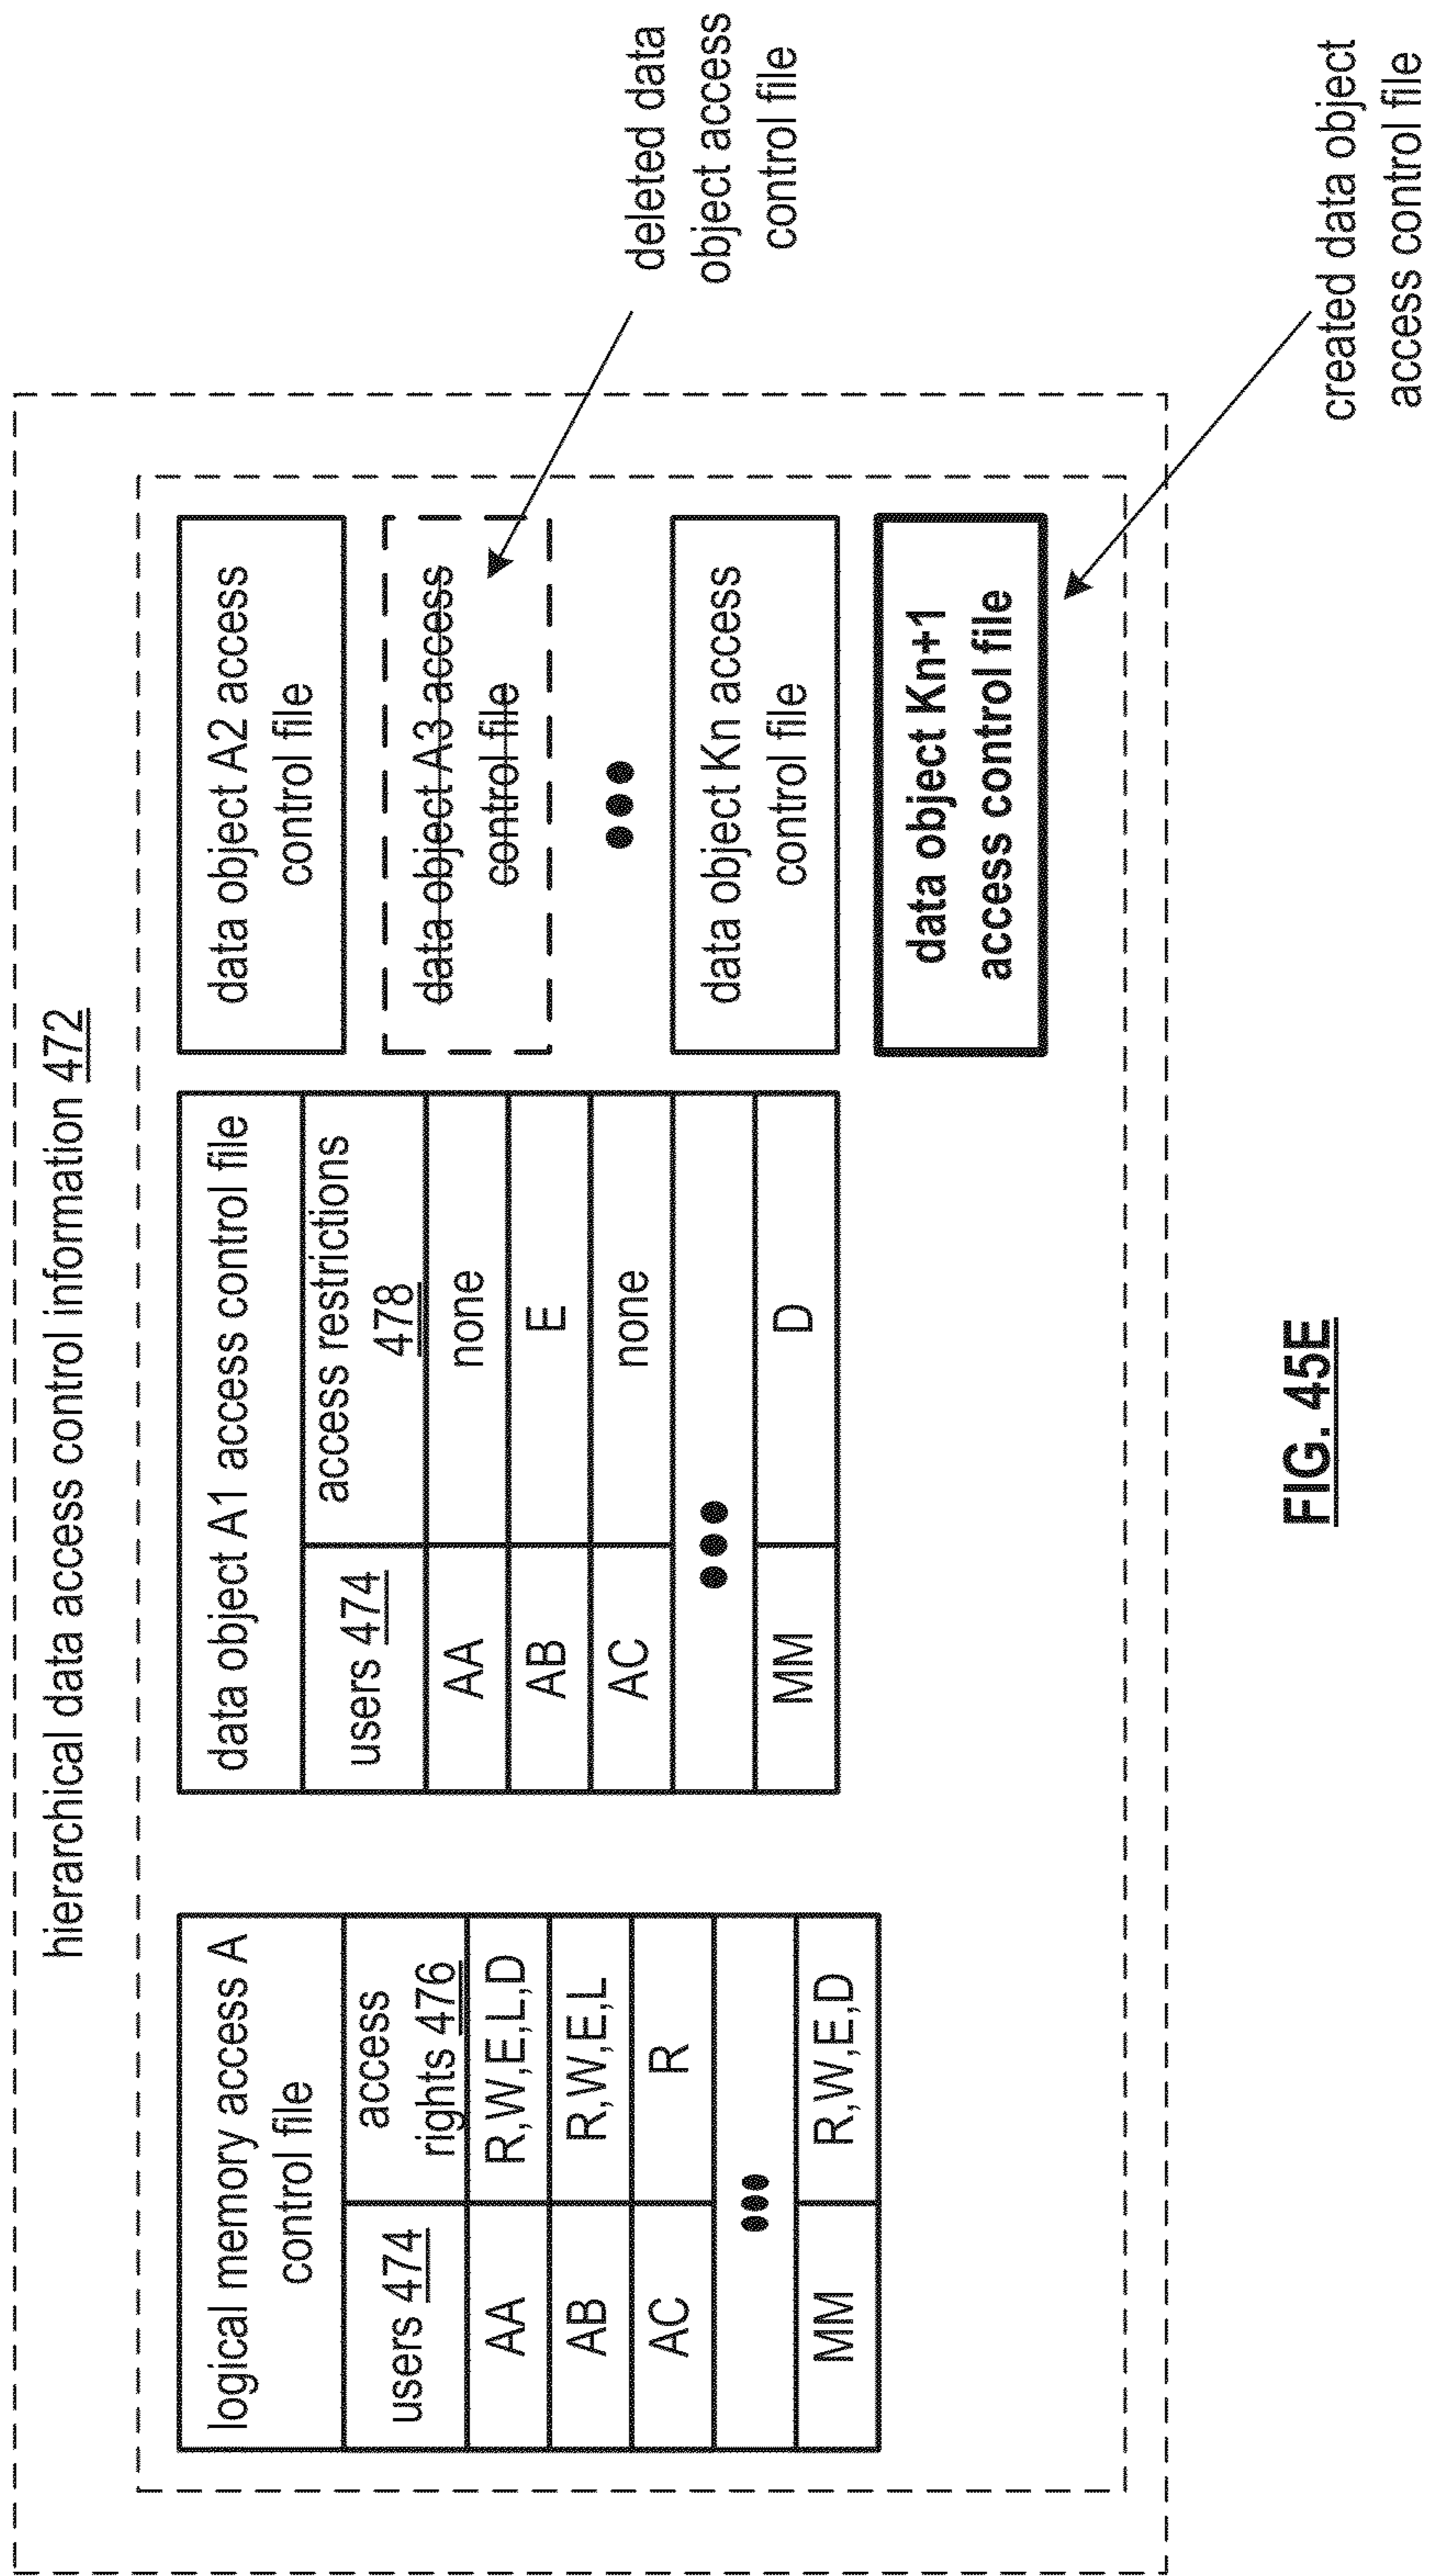 hierarchical data access control information 472
logical memory access A
control file
users 474
access
rights 476
AA
R,W,E,L,D
AB
R,W,E,L
AC
R
●●●
MM
R,W,E,D
data object A1 access control file
users 474
access restrictions
478
AA
none
AB
E
AC
none
●●●
MM
D
data object A2 access
control file
data object A3 access
control file
●●●
data object Kn access
control file
data object Kn+1
access control file
deleted data
object access
control file
created data object
access control file
FIG. 45E